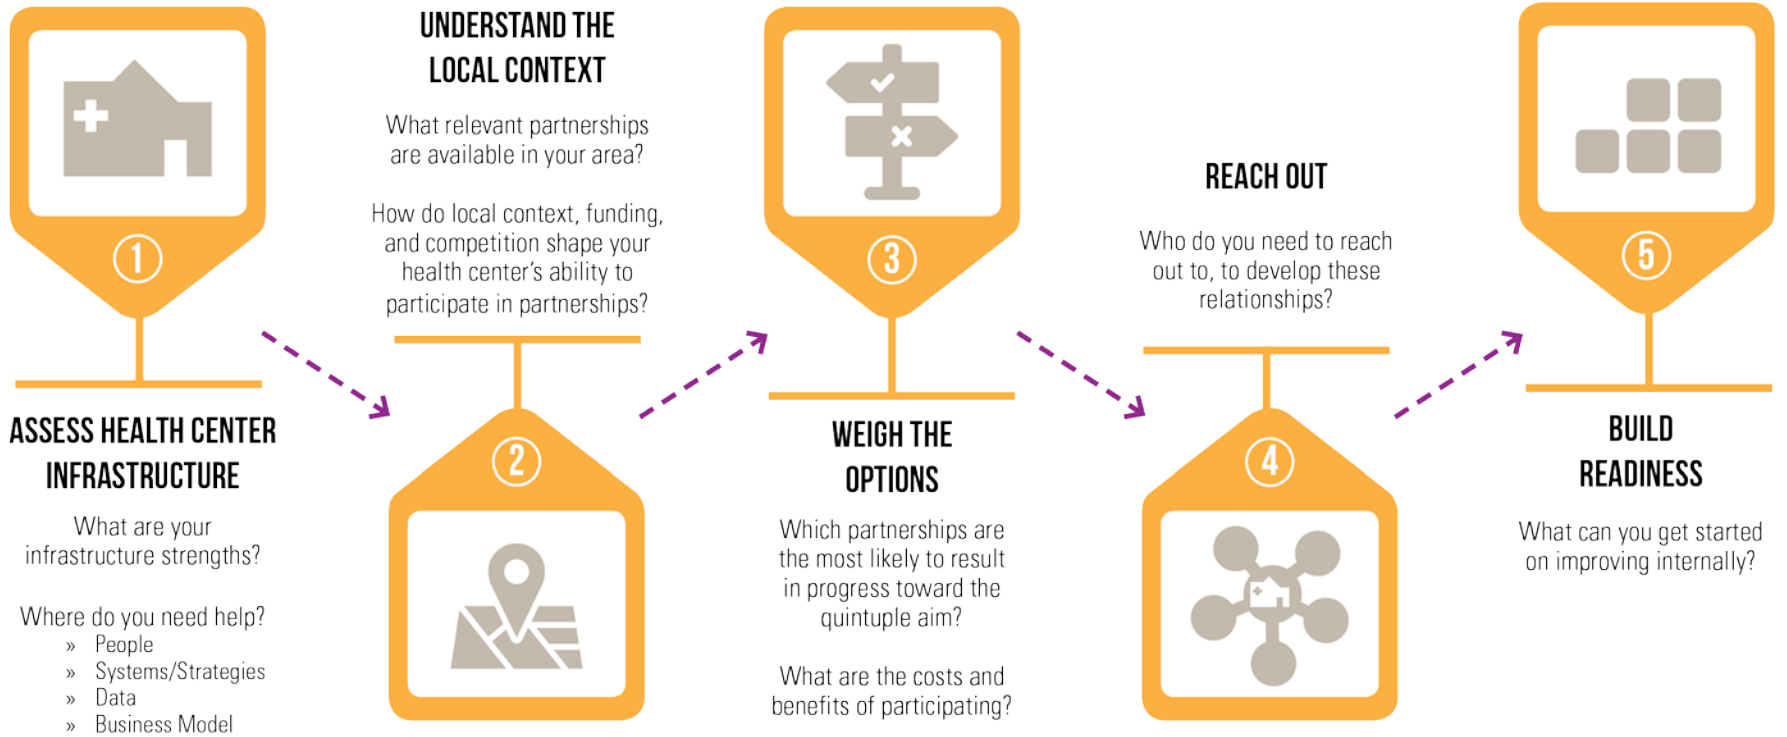 1
ASSESS HEALTH CENTER
INFRASTRUCTURE
What are your
infrastructure strengths?
Where do you need help?
» People
» Systems/Strategies
» Data
» Business Model
UNDERSTAND THE
LOCAL CONTEXT
What relevant partnerships
are available in your area?
How do local context, funding,
and competition shape your
health center's ability to
participate in partnerships?
2
3
WEIGH THE
OPTIONS
Which partnerships are
the most likely to result
in progress toward the
quintuple aim?
What are the costs and
benefits of participating?
REACH OUT
Who do you need to reach
out to, to develop these
relationships?
4
5
BUILD
READINESS
What can you get started
on improving internally?